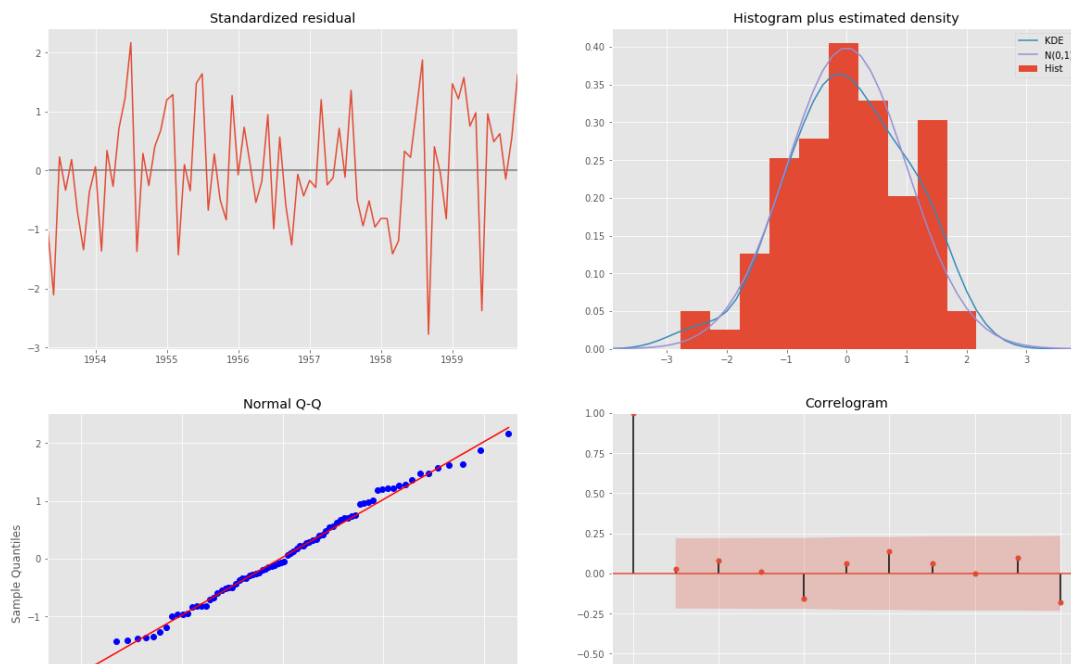 Standardized residual
2
1
0
−1
−2
−3
1954 1955 1956 1957 1958 1959
Histogram plus estimated density
KDE
N(0,1)
Hist
0.40
0.35
0.30
0.25
0.20
0.15
0.10
0.05
0.00
−3 −2 −1 0 1 2 3
Normal Q-Q
Sample Quantiles
2
1
0
−1
Correlogram
1.00
0.75
0.50
0.25
0.00
−0.25
−0.50